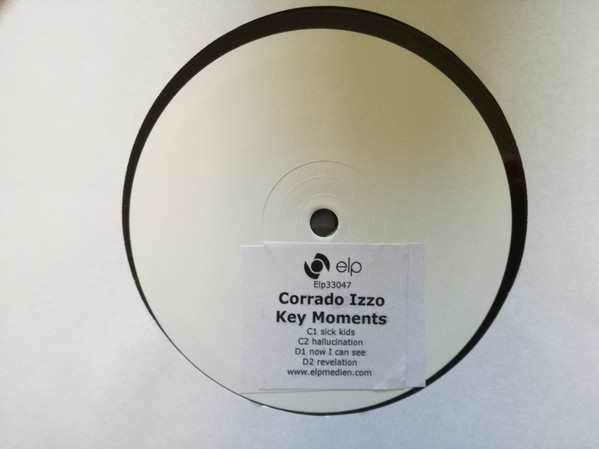 elp
Elp33047
Corrado Izzo
Key Moments
C1 sick kids
C2 hallucination
D1 now I can see
D2 revelation
www.elpmedien.com